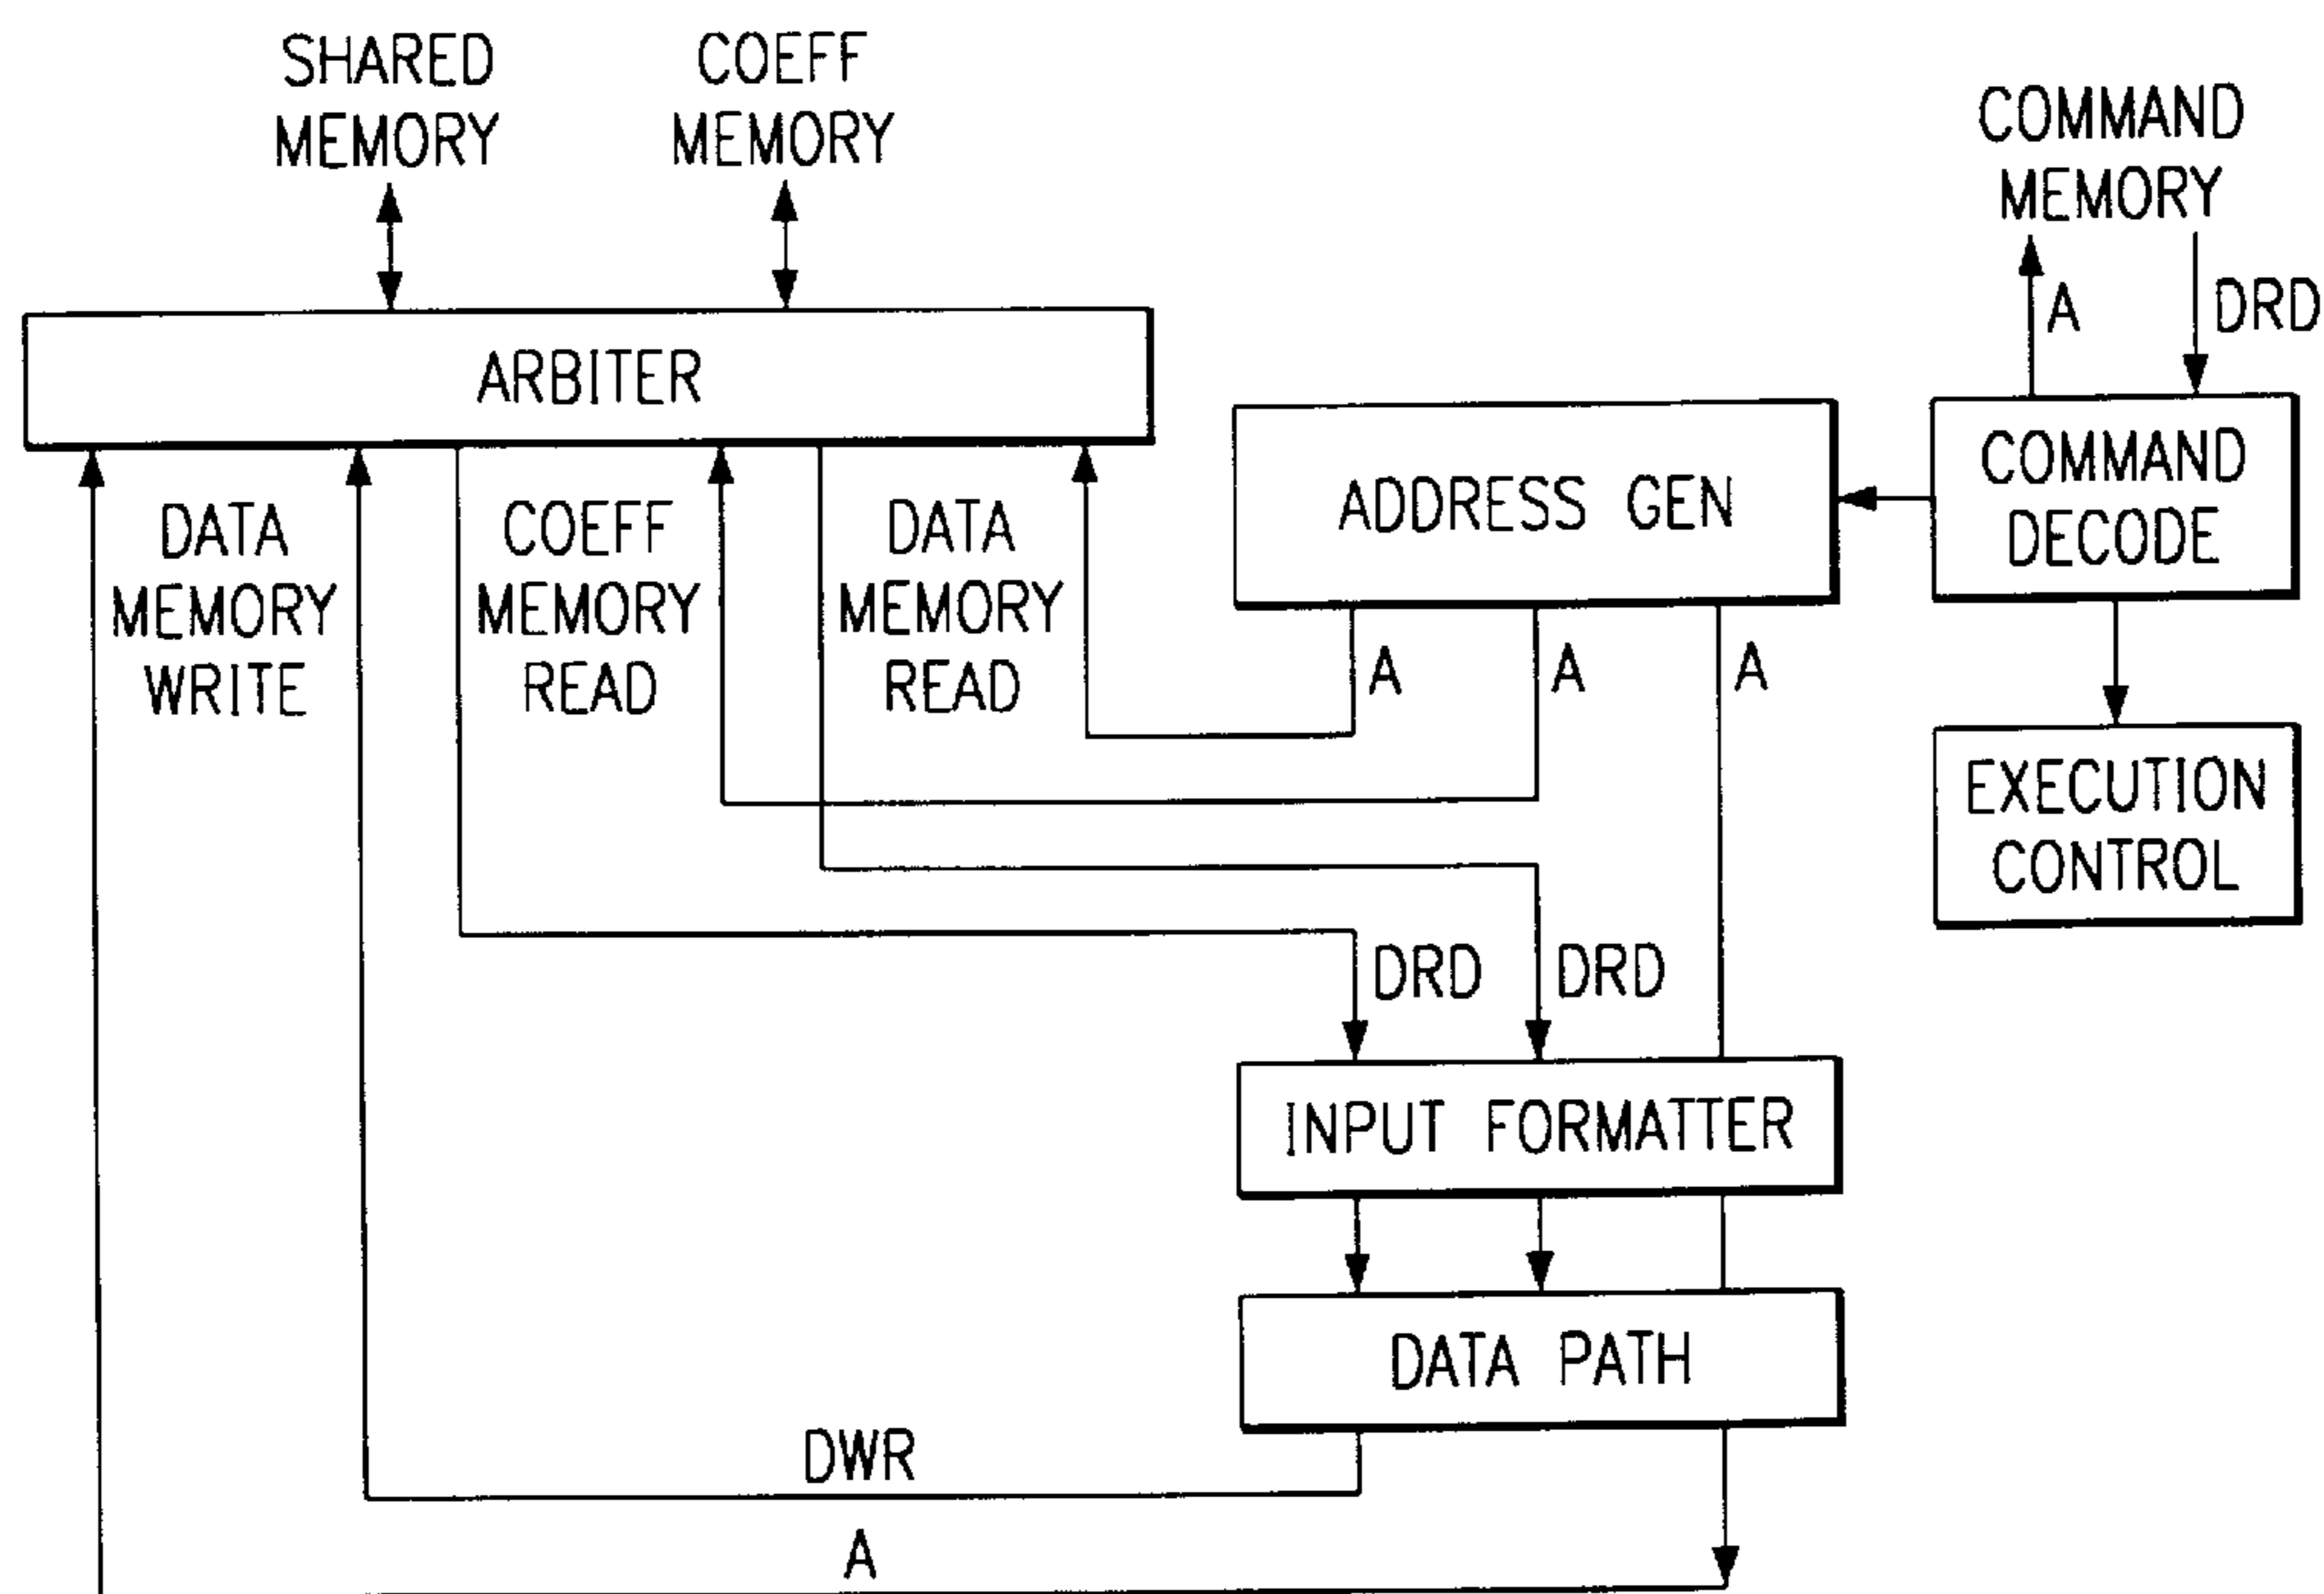 SHARED
MEMORY
COEFF
MEMORY
COMMAND
MEMORY
A
DRD
ARBITER
ADDRESS GEN
COMMAND
DECODE
DATA
MEMORY
WRITE
COEFF
MEMORY
READ
DATA
MEMORY
READ
A
A
A
EXECUTION
CONTROL
DRD
DRD
INPUT FORMATTER
DATA PATH
DWR
A